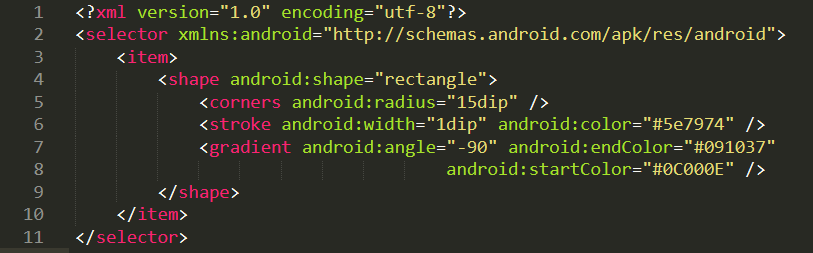 1 <?xml version="1.0" encoding="utf-8"?>
2 <selector xmlns:android="http://schemas.android.com/apk/res/android">
3 <item>
4 <shape android:shape="rectangle">
5 <corners android:radius="15dip" />
6 <stroke android:width="1dip" android:color="#5e7974" />
7 <gradient android:angle="-90" android:endColor="#091037"
8 android:startColor="#0C000E" />
9 </shape>
10 </item>
11 </selector>